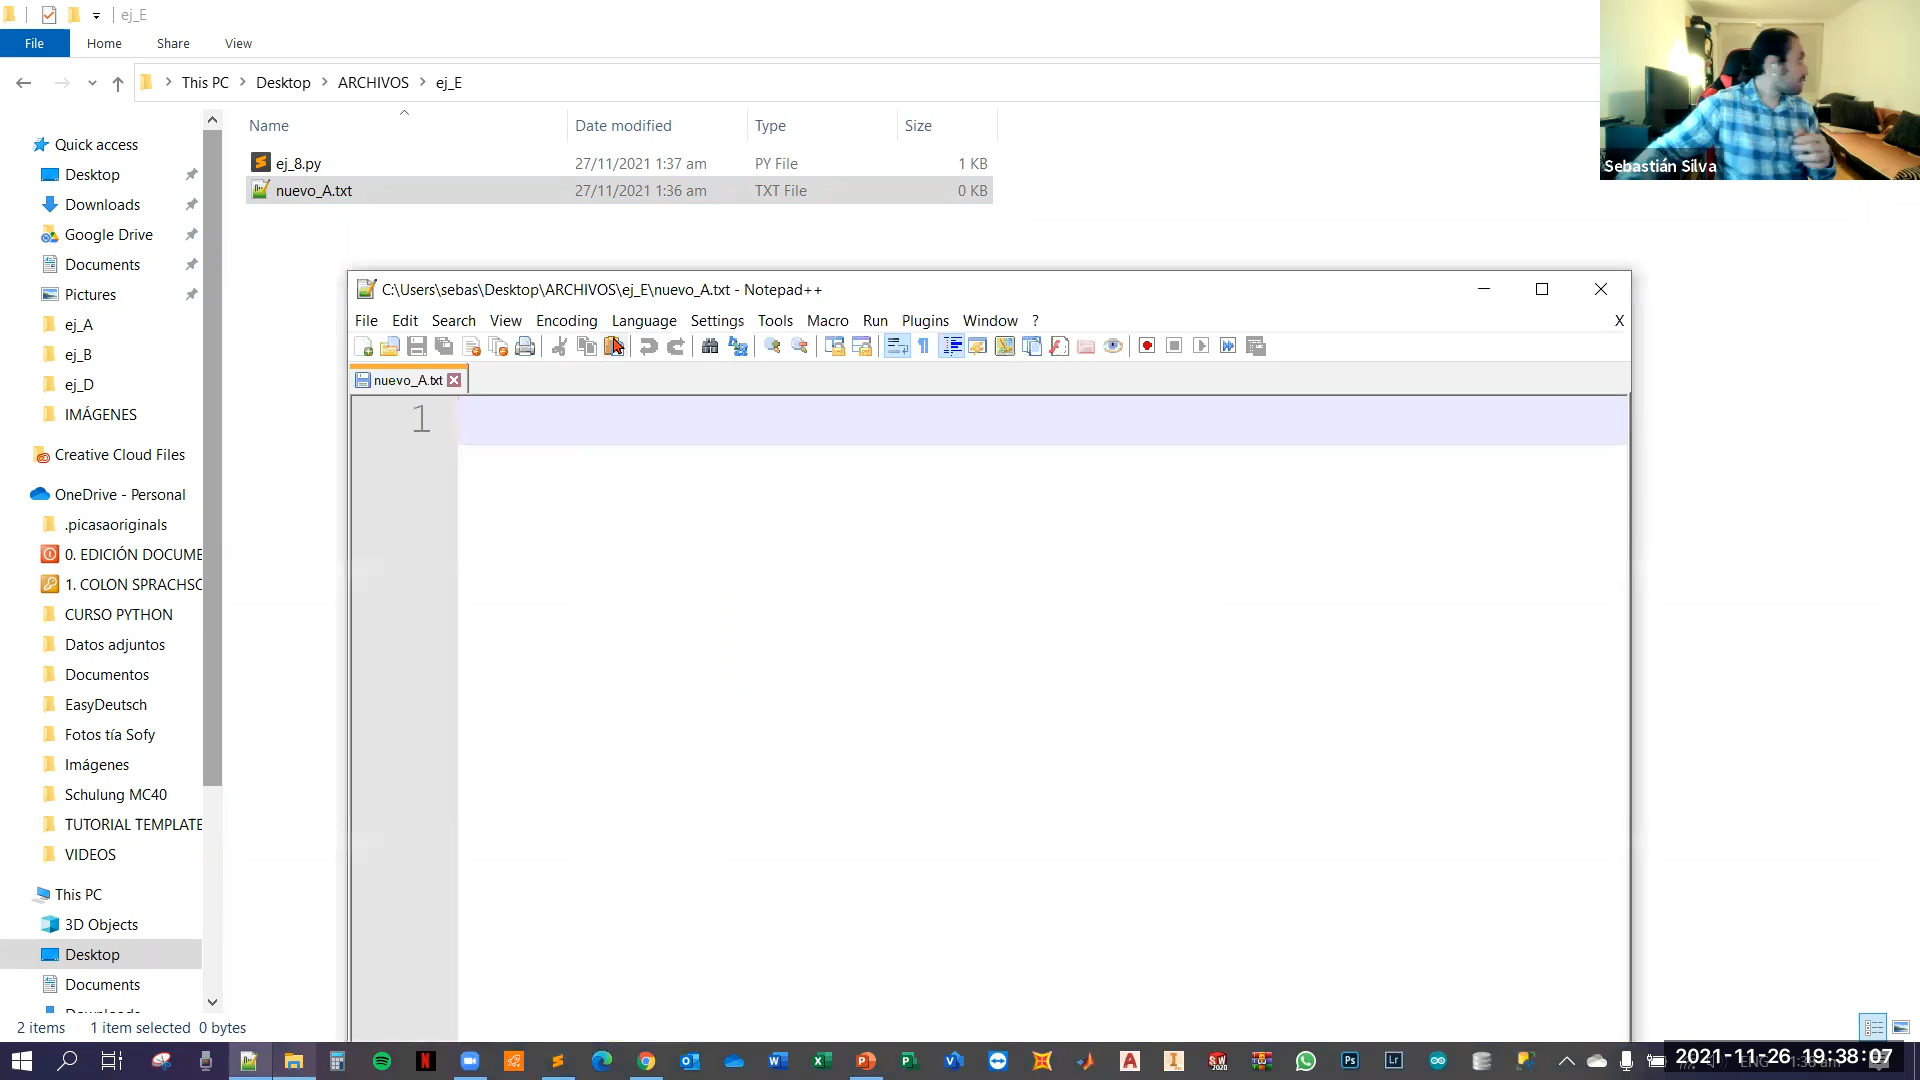 ej_E
File Home Share View
This PC Desktop ARCHIVOS ej_E
Name Date modified Type Size
ej_8.py 27/11/2021 1:37 am PY File 1 KB
nuevo_A.txt 27/11/2021 1:36 am TXT File 0 KB
Quick access
Desktop
Downloads
Google Drive
Documents
Pictures
ej_A
ej_B
ej_D
IMÁGENES
Creative Cloud Files
OneDrive - Personal
.picasaoriginals
0. EDICIÓN DOCUME
1. COLON SPRACHSC
CURSO PYTHON
Datos adjuntos
Documentos
EasyDeutsch
Fotos tía Sofy
Imágenes
Schulung MC40
TUTORIAL TEMPLATE
VIDEOS
This PC
3D Objects
Desktop
Documents
2 items 1 item selected 0 bytes
C:\Users\sebas\Desktop\ARCHIVOS\ej_E\nuevo_A.txt - Notepad++
File Edit Search View Encoding Language Settings Tools Macro Run Plugins Window ? X
nuevo_A.txt
1
Sebastián Silva
2021-11-26 19:38:07